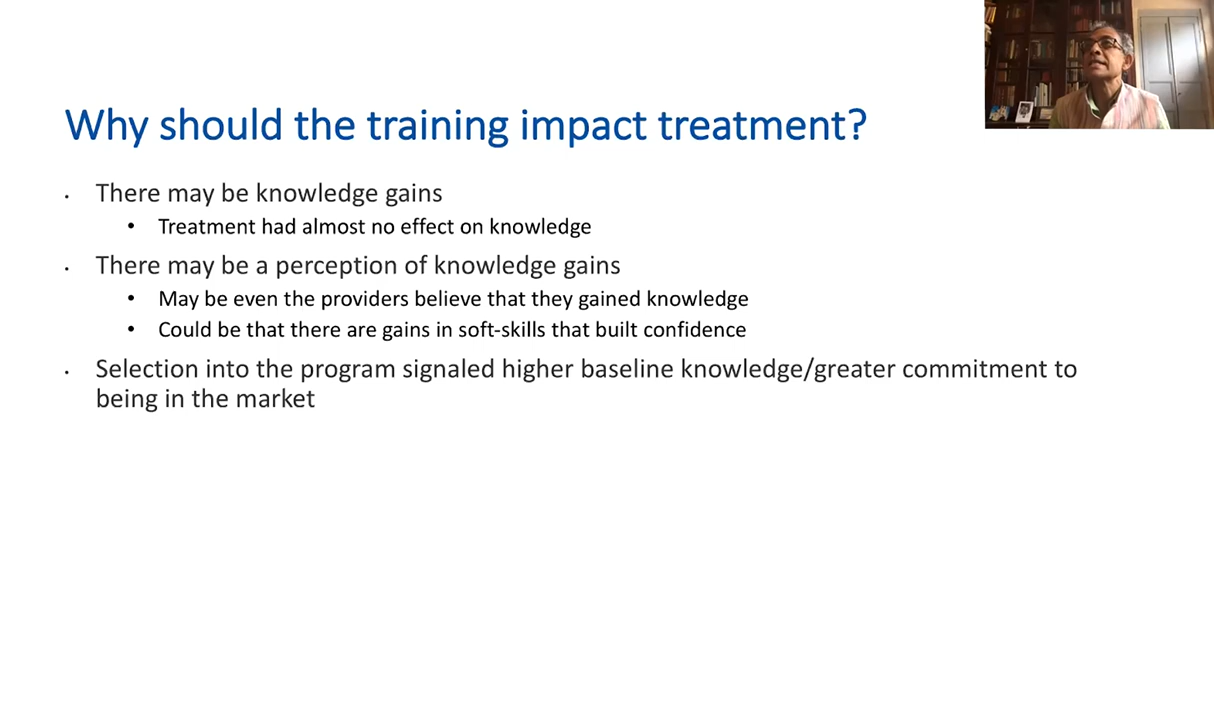 Why should the training impact treatment?
• There may be knowledge gains
• Treatment had almost no effect on knowledge
• There may be a perception of knowledge gains
• May be even the providers believe that they gained knowledge
• Could be that there are gains in soft-skills that built confidence
• Selection into the program signaled higher baseline knowledge/greater commitment to
being in the market